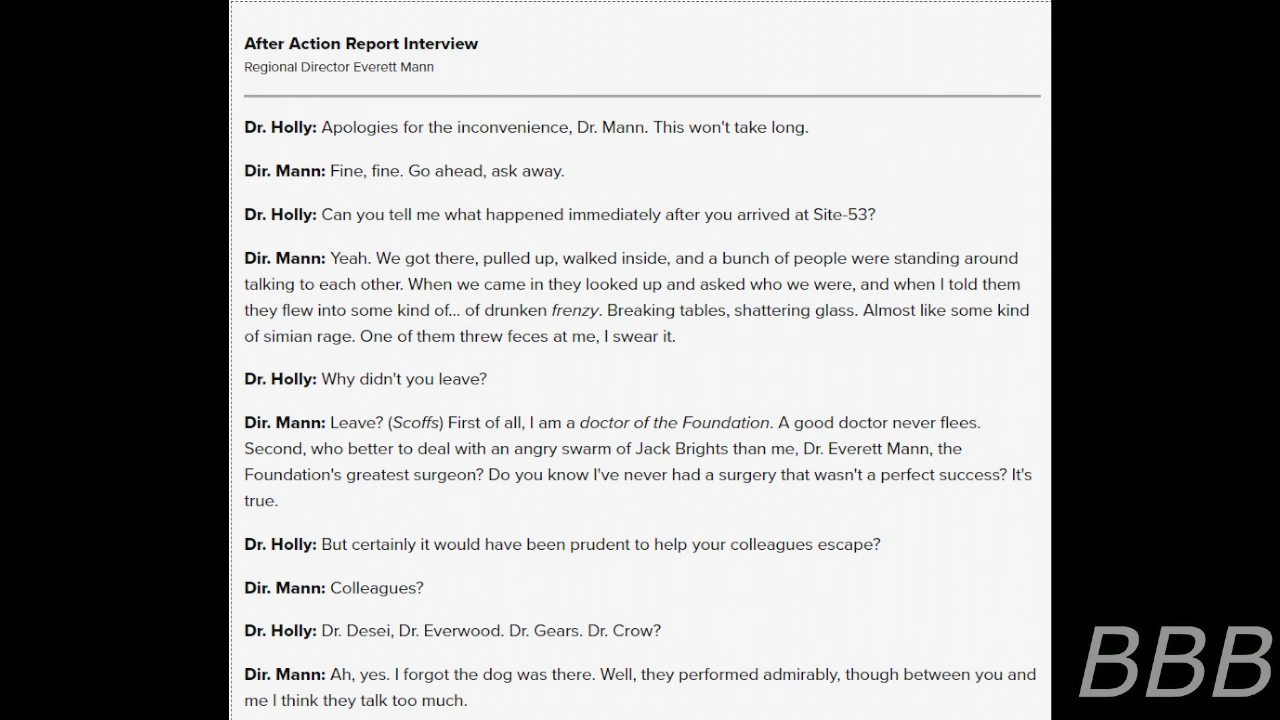 After Action Report Interview
Regional Director Everett Mann
Dr. Holly: Apologies for the inconvenience, Dr. Mann. This won't take long.
Dir. Mann: Fine, fine. Go ahead, ask away.
Dr. Holly: Can you tell me what happened immediately after you arrived at Site-53?
Dir. Mann: Yeah. We got there, pulled up, walked inside, and a bunch of people were standing around
talking to each other. When we came in they looked up and asked who we were, and when I told them
they flew into some kind of... of drunken frenzy. Breaking tables, shattering glass. Almost like some kind
of simian rage. One of them threw feces at me, I swear it.
Dr. Holly: Why didn't you leave?
Dir. Mann: Leave? (Scoffs) First of all, I am a doctor of the Foundation. A good doctor never flees.
Second, who better to deal with an angry swarm of Jack Brights than me, Dr. Everett Mann, the
Foundation's greatest surgeon? Do you know I've never had a surgery that wasn't a perfect success? It's
true.
Dr. Holly: But certainly it would have been prudent to help your colleagues escape?
Dir. Mann: Colleagues?
Dr. Holly: Dr. Desei, Dr. Everwood. Dr. Gears. Dr. Crow?
Dir. Mann: Ah, yes. I forgot the dog was there. Well, they performed admirably, though between you and
me I think they talk too much.
BBB